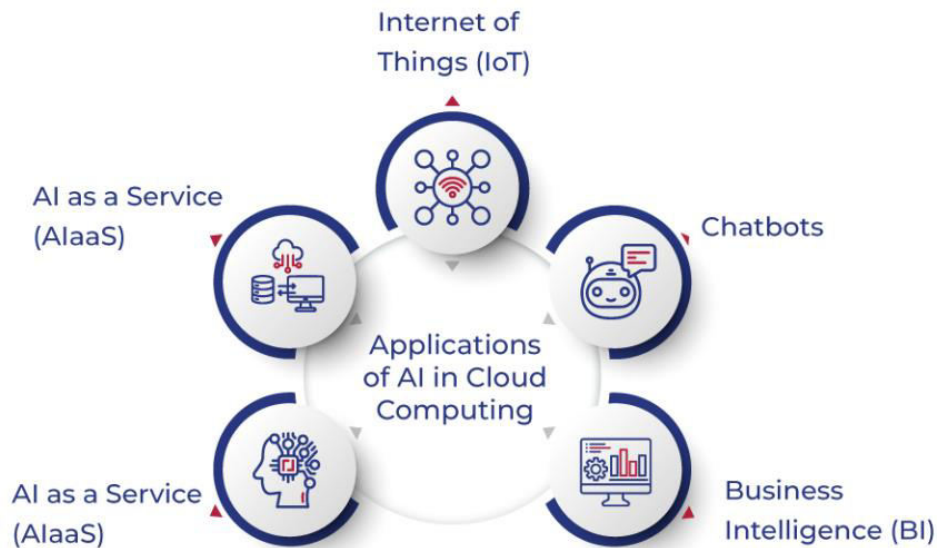 Internet of
Things (IoT)
AI as a Service
(AIaaS)
Chatbots
Applications
of AI in Cloud
Computing
AI as a Service
(AIaaS)
Business
Intelligence (BI)